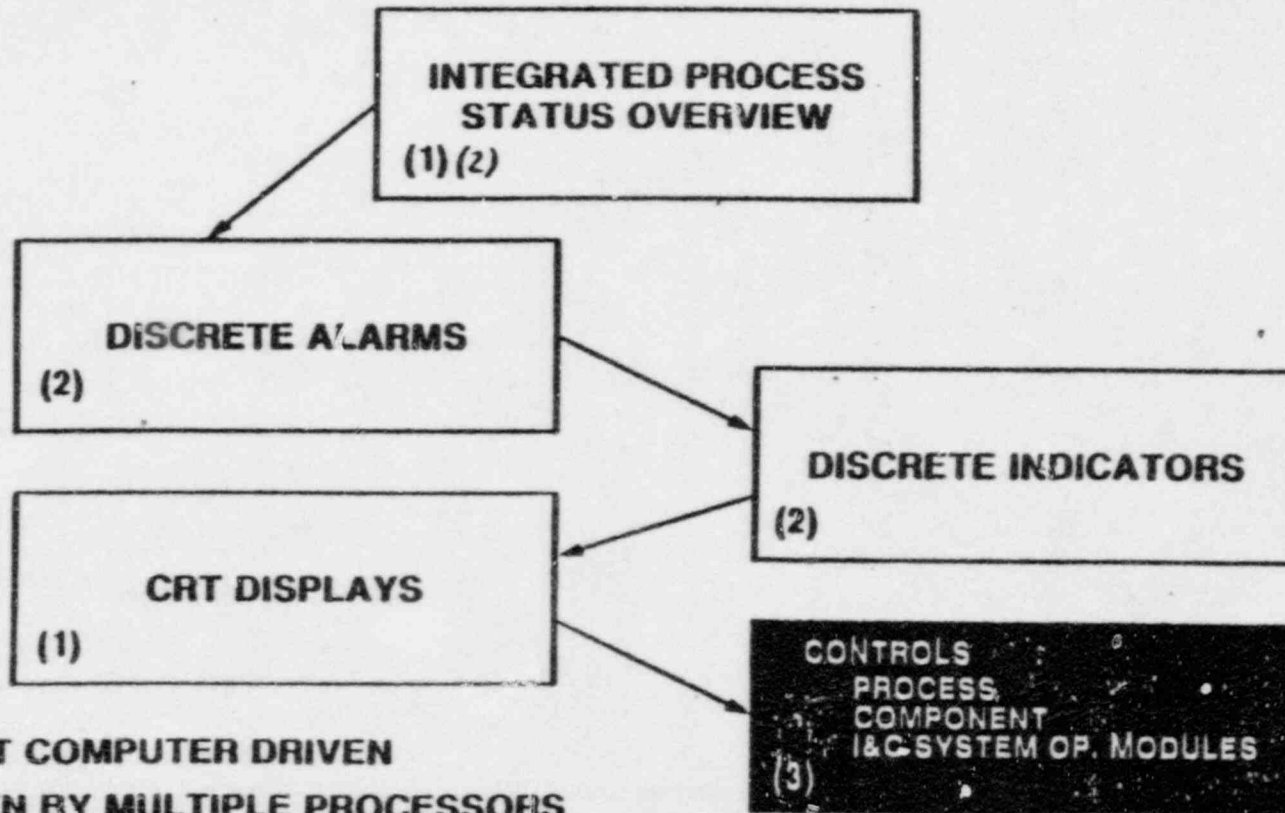 INTEGRATED PROCESS
STATUS OVERVIEW
(1) (2)
DISCRETE ALARMS
(2)
DISCRETE INDICATORS
(2)
CRT DISPLAYS
(1)
CONTROLS
PROCESS
COMPONENT
I&C SYSTEM OP. MODULES
(3)
T COMPUTER DRIVEN
N BY MULTIPLE PROCESSORS